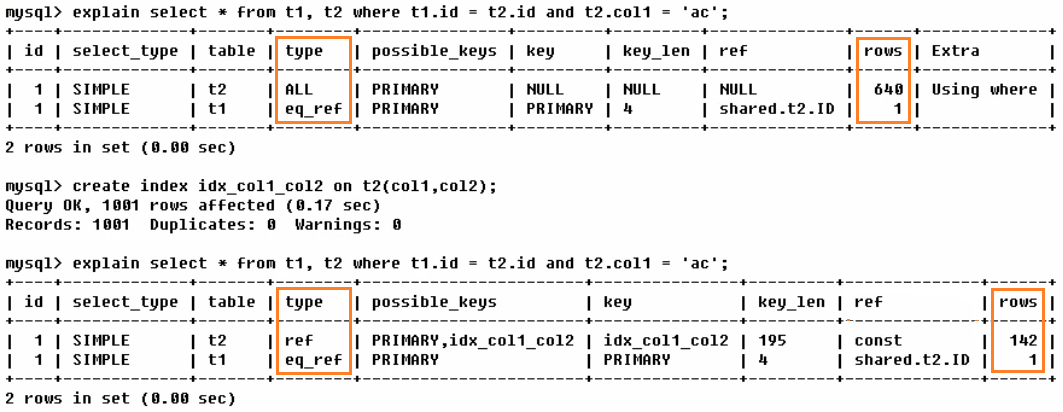 mysql> explain select * from t1, t2 where t1.id = t2.id and t2.col1 = 'ac';
| id | select_type | table | type | possible_keys | key | key_len | ref | rows | Extra
| 1 | SIMPLE | t2 | ALL | PRIMARY | NULL | NULL | NULL | 640 | Using where |
| 1 | SIMPLE | t1 | eq_ref | PRIMARY | PRIMARY | 4 | shared.t2.ID | 1 | |
2 rows in set (0.00 sec)
mysql> create index idx_col1_col2 on t2(col1,col2);
Query OK, 1001 rows affected (0.17 sec)
Records: 1001  Duplicates: 0  Warnings: 0
mysql> explain select * from t1, t2 where t1.id = t2.id and t2.col1 = 'ac';
| id | select_type | table | type | possible_keys | key | key_len | ref | rows |
| 1 | SIMPLE | t2 | ref | PRIMARY,idx_col1_col2 | idx_col1_col2 | 195 | const | 142 |
| 1 | SIMPLE | t1 | eq_ref | PRIMARY | PRIMARY | 4 | shared.t2.ID | 1 |
2 rows in set (0.00 sec)